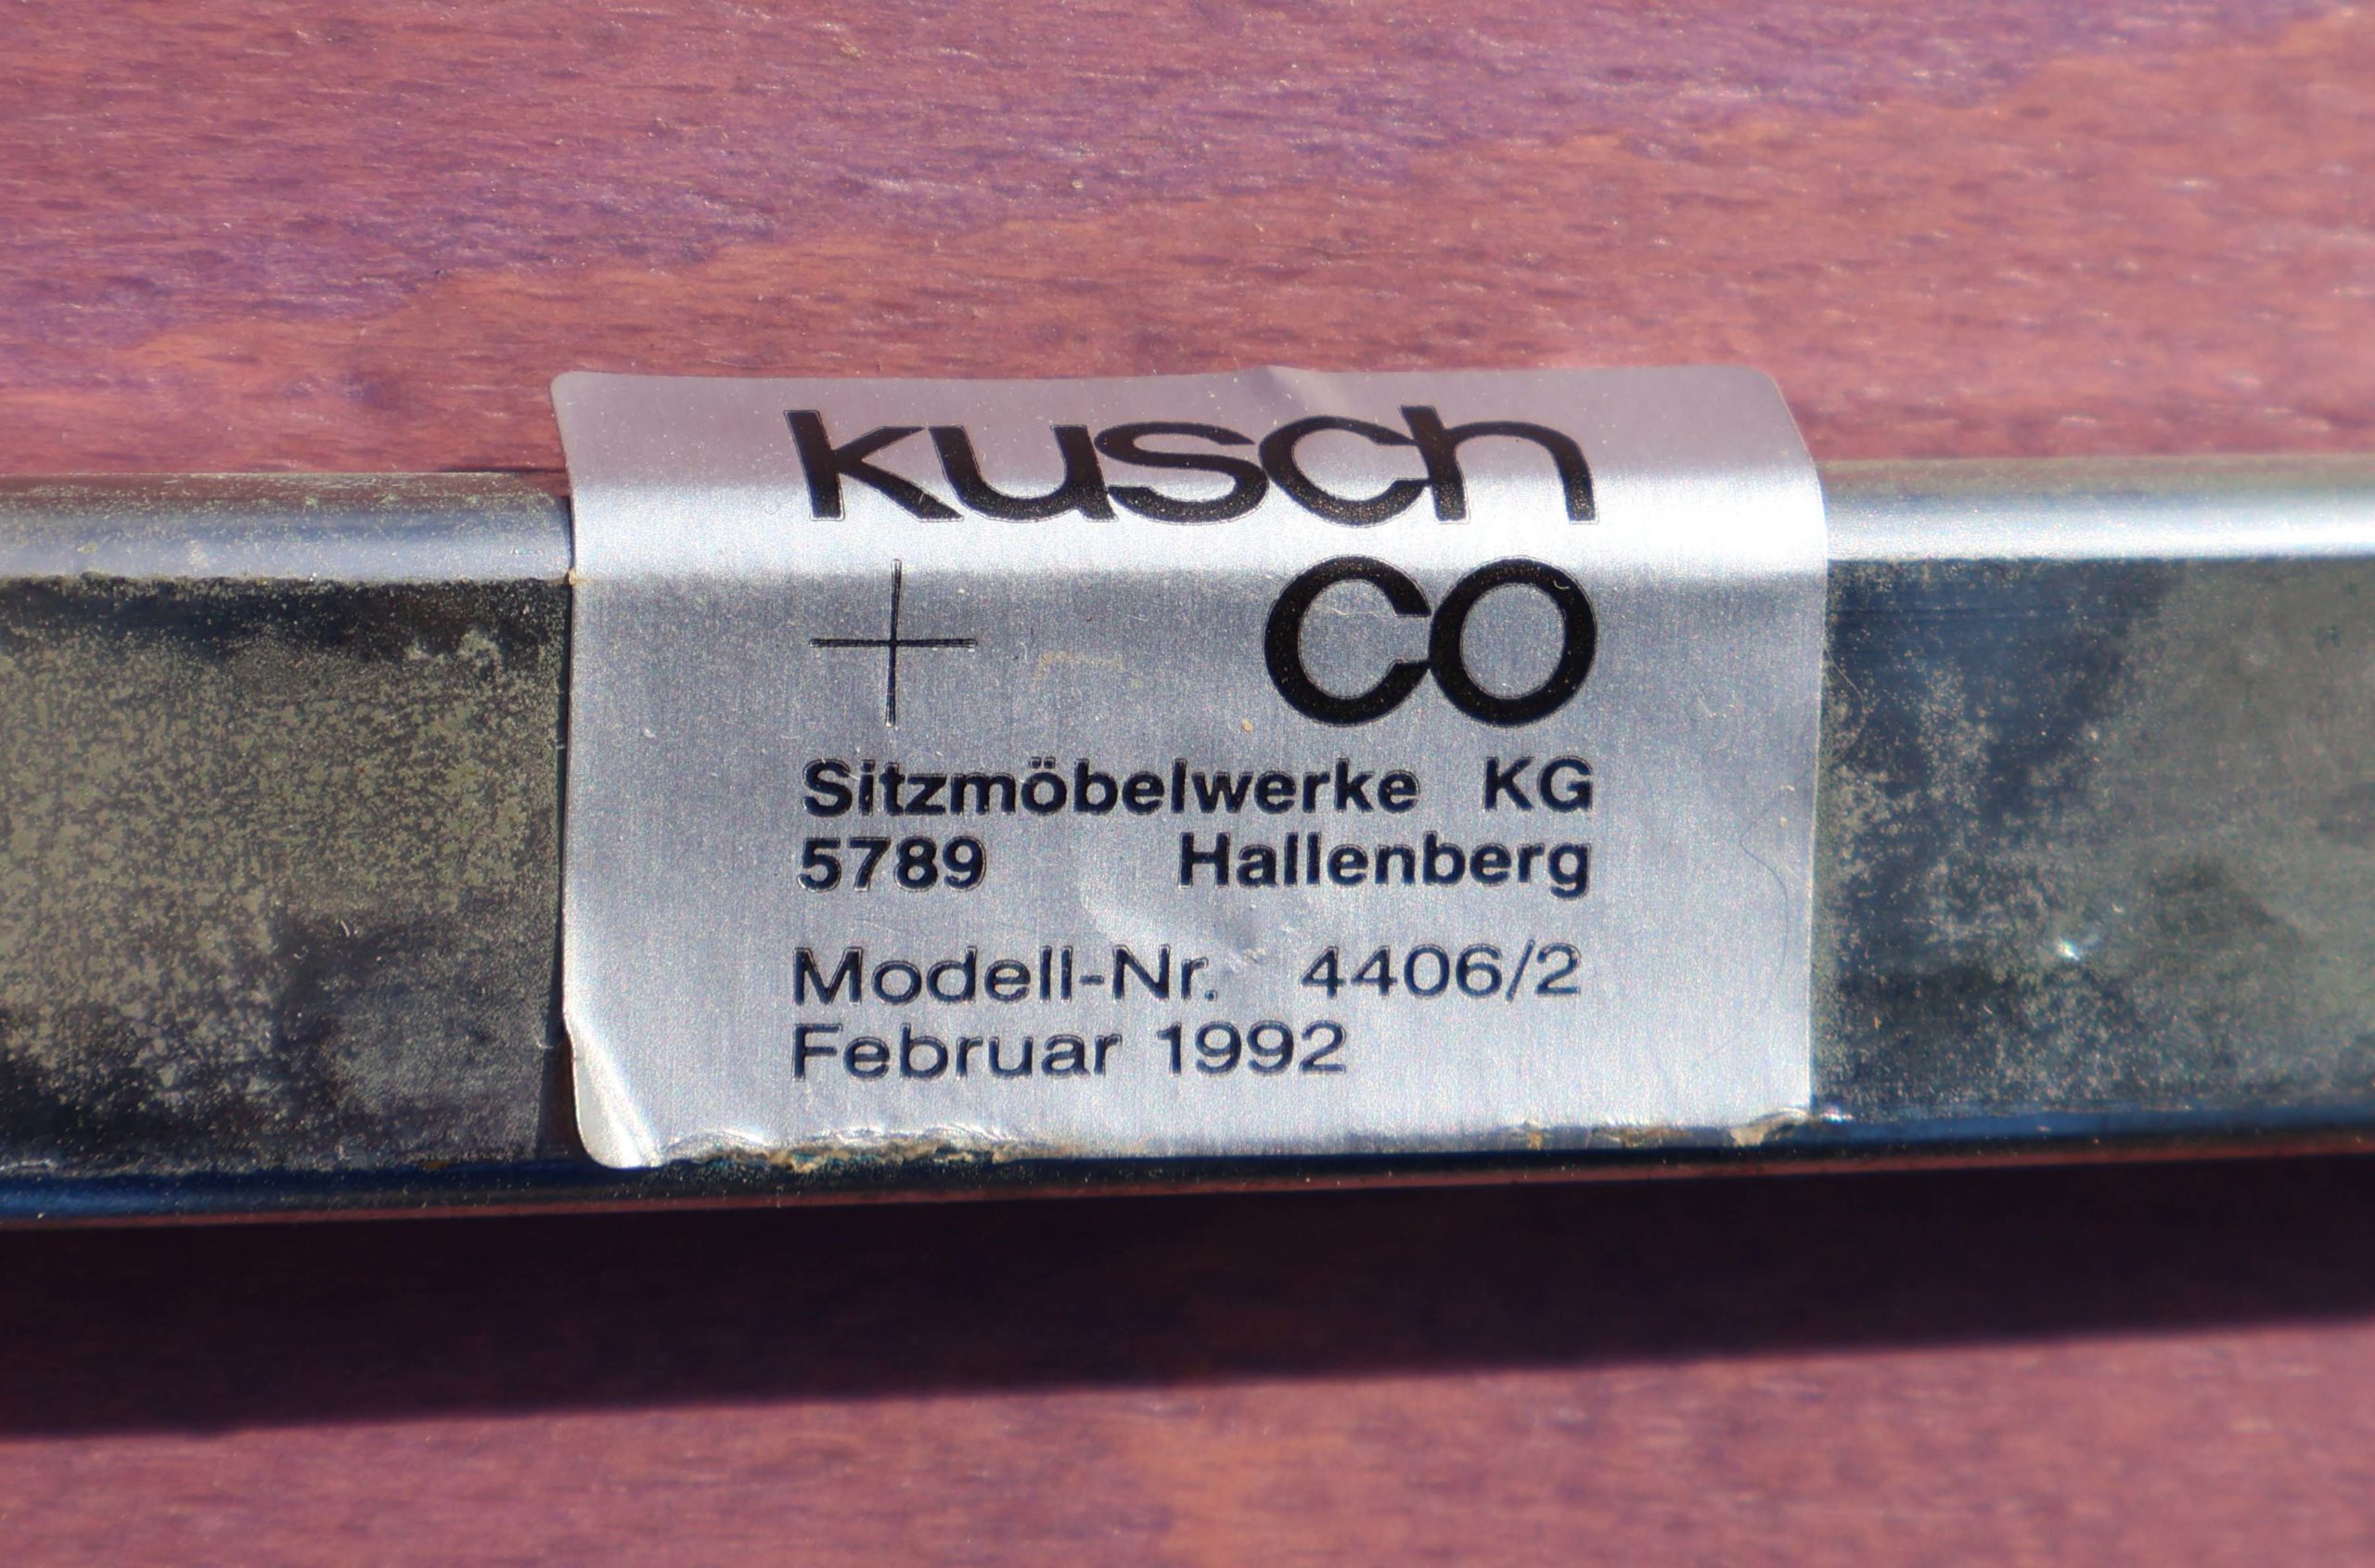 kusch
+ co
Sitzmöbelwerke KG
5789 Hallenberg
Modell-Nr. 4406/2
Februar 1992